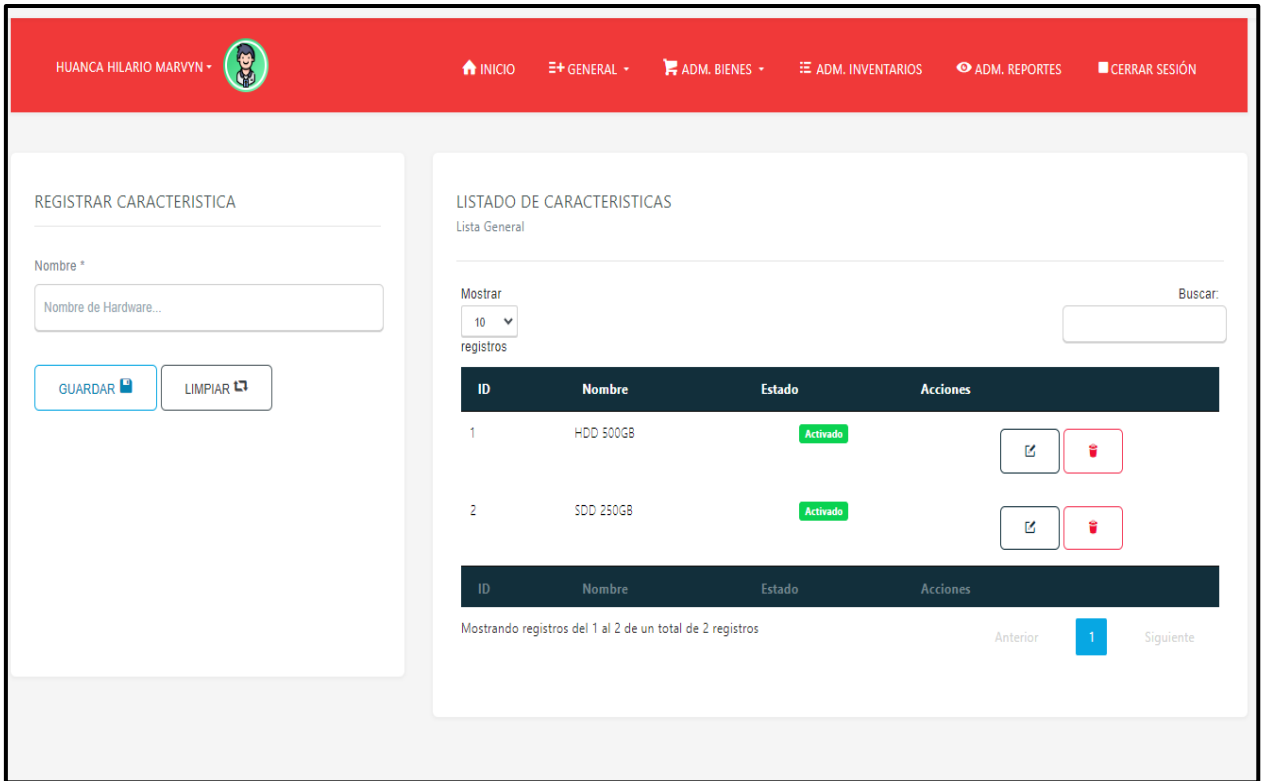 HUANCA HILARIO MARVYN
INICO
GENERAL
ADM. BIENES
ADM. INVENTARIOS
ADM. REPORTES
CERRAR SESIÓN
REGISTRAR CARACTERISTICA
Nombre *
Nombre de Hardware...
GUARDAR
LIMPIAR
LISTADO DE CARACTERISTICAS
Lista General
Mostrar
10
registros
Buscar:
ID Nombre Estado Acciones
1 HDD 500GB Activado
2 SDD 250GB Activado
ID Nombre Estado Acciones
Mostrando registros del 1 al 2 de un total de 2 registros
Anterior 1 Siguiente